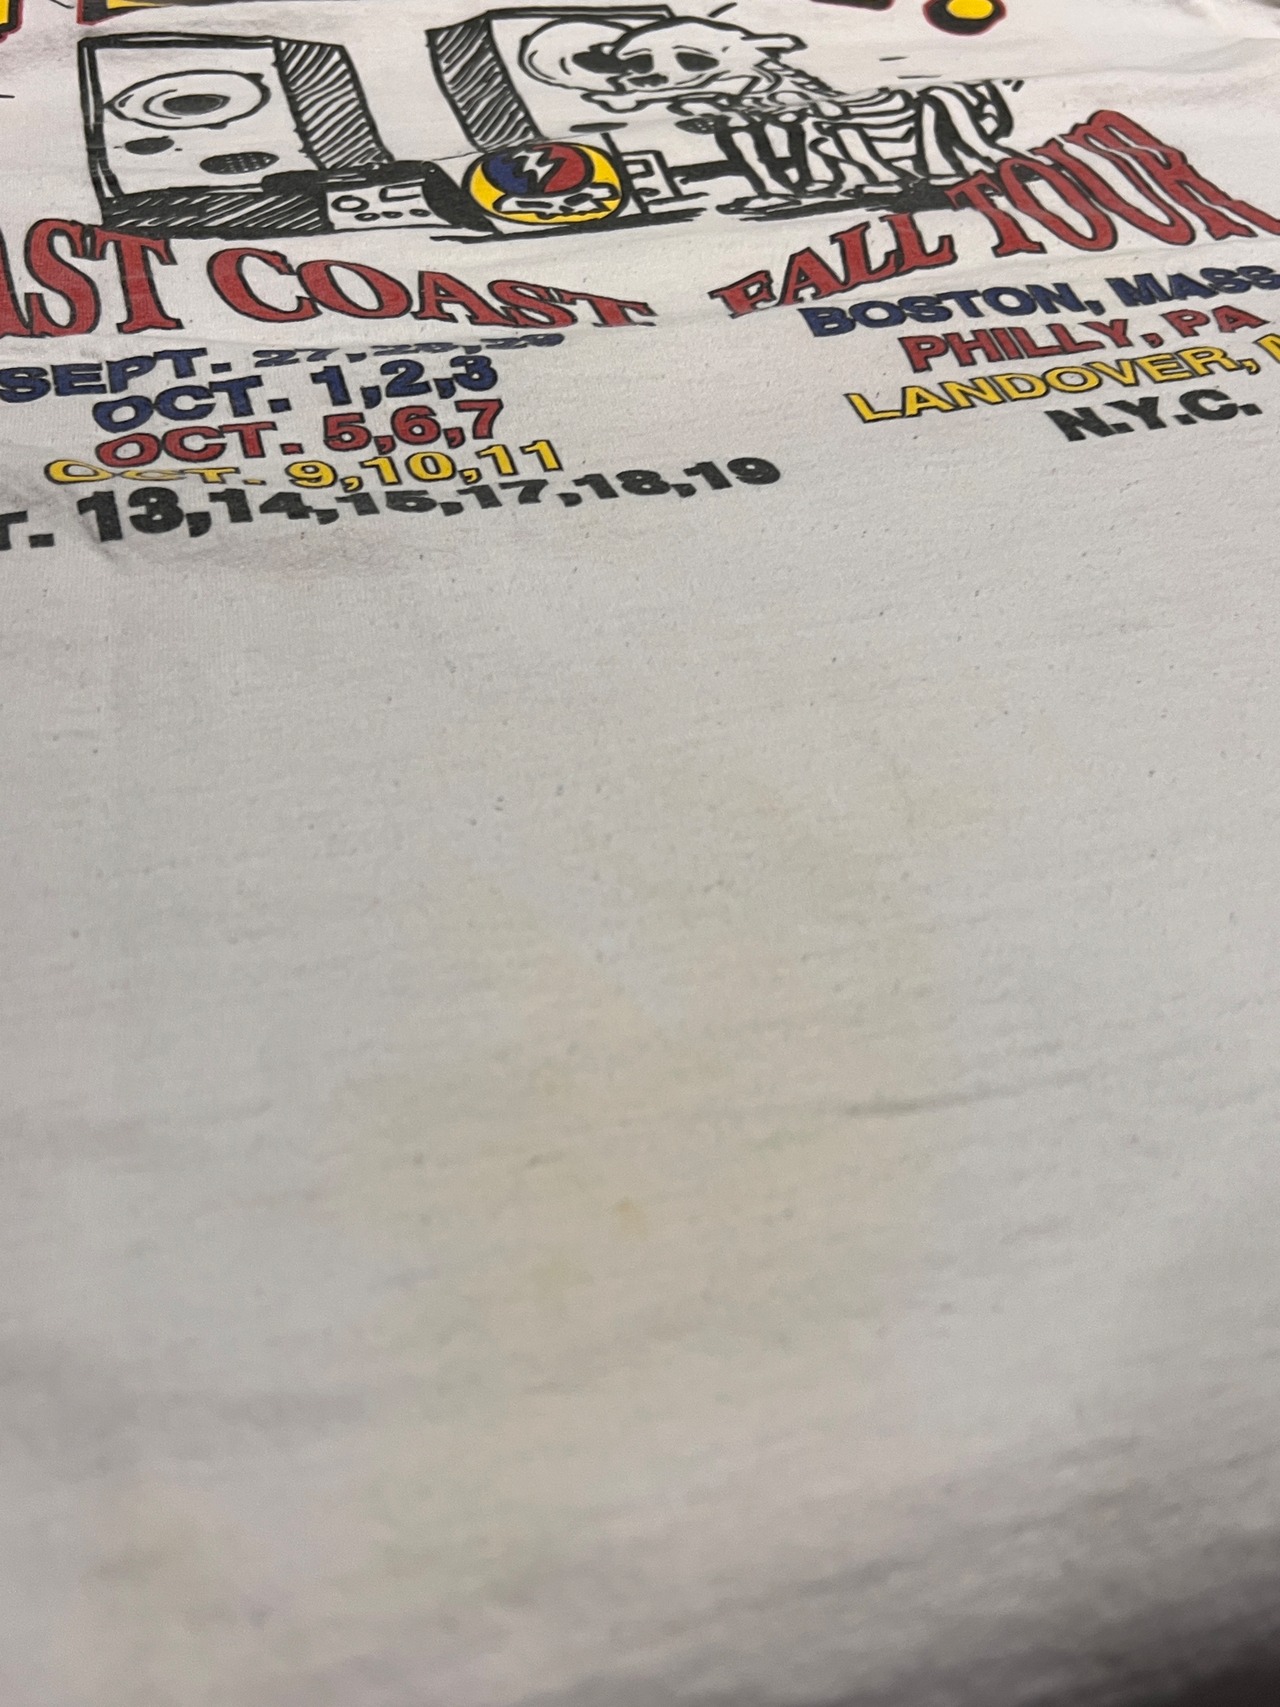 AST COAST FALL TOUR
SEPT. 27,28,29 BOSTON, MASS
OCT. 1,2,3 PHILLY, PA
OCT. 5,6,7 LANDOVER,
OCT. 9,10,11 N.Y.C.
T. 13,14,15,17,18,19